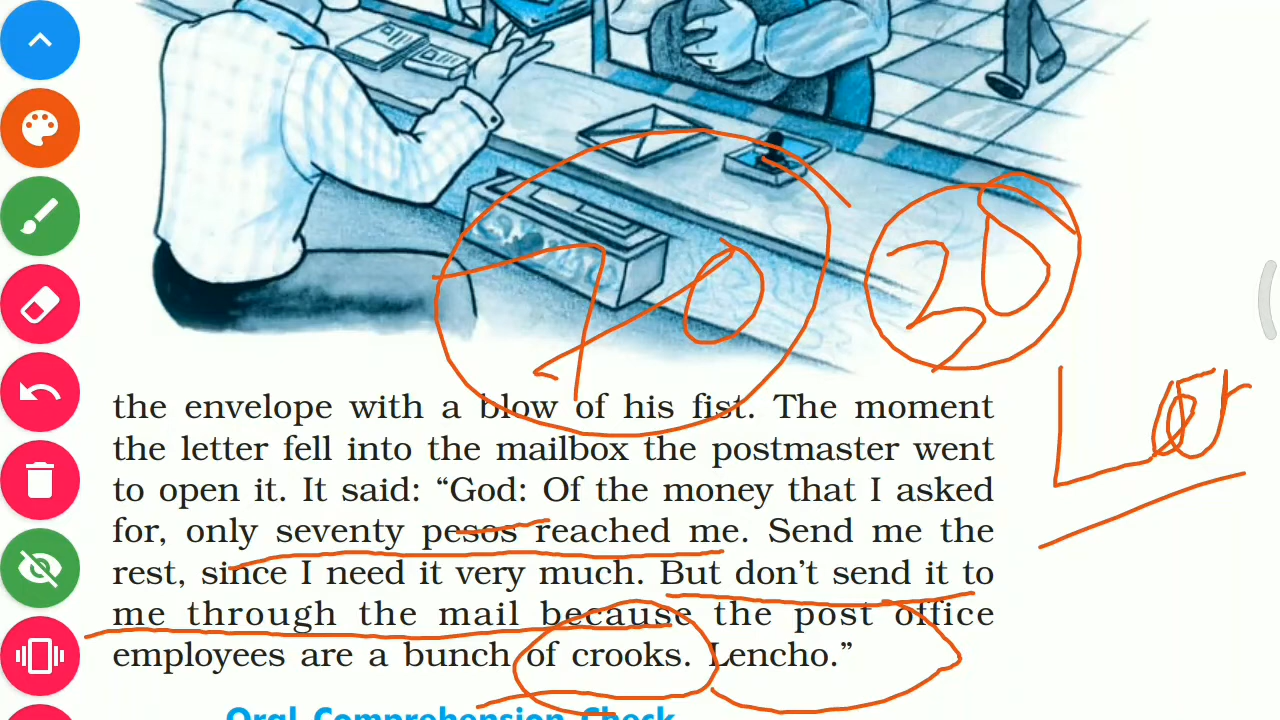 70
30
the envelope with a blow of his fist. The moment
the letter fell into the mailbox the postmaster went
to open it. It said: “God: Of the money that I asked
for, only seventy pesos reached me. Send me the
rest, since I need it very much. But don’t send it to
me through the mail because the post office
employees are a bunch of crooks. Lencho.”
Oral Comprehension Check